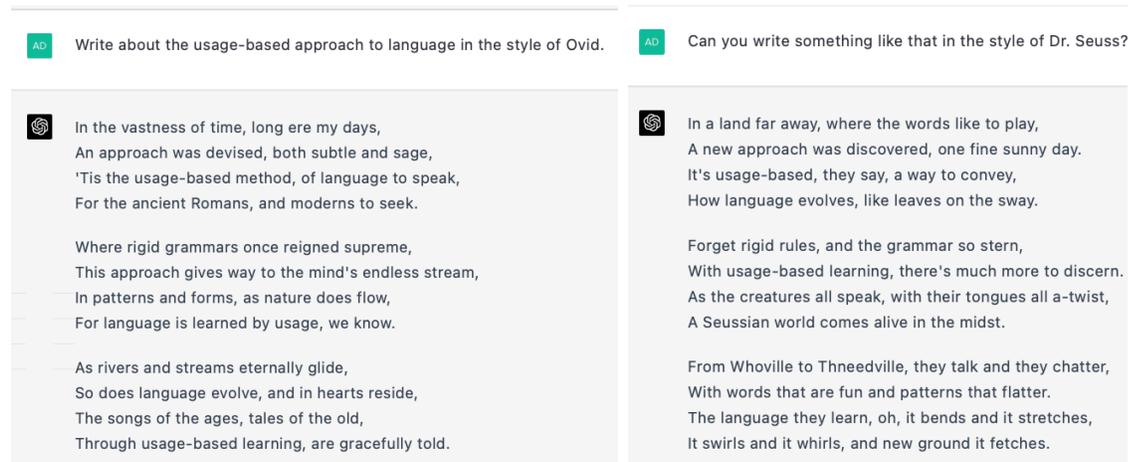 AD
Write about the usage-based approach to language in the style of Ovid.
In the vastness of time, long ere my days,
An approach was devised, both subtle and sage,
'Tis the usage-based method, of language to speak,
For the ancient Romans, and moderns to seek.
Where rigid grammars once reigned supreme,
This approach gives way to the mind's endless stream,
In patterns and forms, as nature does flow,
For language is learned by usage, we know.
As rivers and streams eternally glide,
So does language evolve, and in hearts reside,
The songs of the ages, tales of the old,
Through usage-based learning, are gracefully told.
AD
Can you write something like that in the style of Dr. Seuss?
In a land far away, where the words like to play,
A new approach was discovered, one fine sunny day.
It's usage-based, they say, a way to convey,
How language evolves, like leaves on the sway.
Forget rigid rules, and the grammar so stern,
With usage-based learning, there's much more to discern.
As the creatures all speak, with their tongues all a-twist,
A Seussian world comes alive in the midst.
From Whoville to Thneedville, they talk and they chatter,
With words that are fun and patterns that flatter.
The language they learn, oh, it bends and it stretches,
It swirls and it whirls, and new ground it fetches.